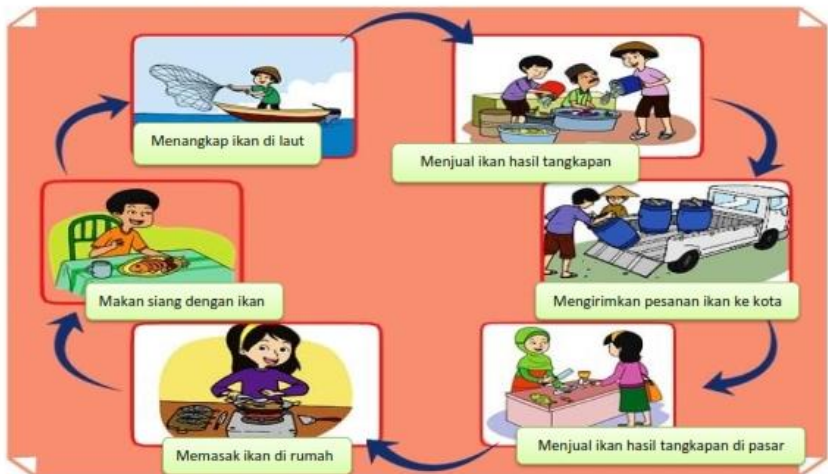 Menangkap ikan di laut
Menjual ikan hasil tangkapan
Mengirimkan pesanan ikan ke kota
Menjual ikan hasil tangkapan di pasar
Memasak ikan di rumah
Makan siang dengan ikan